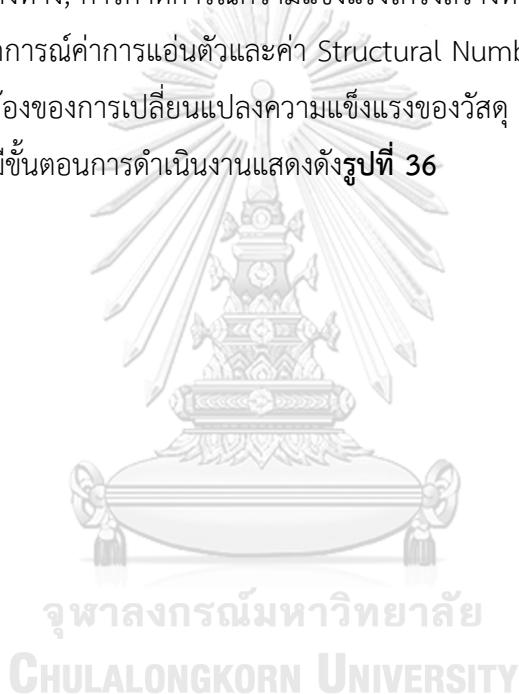 การณ์ค่าการแอ่นตัวและค่า Structural Numb
้องของการเปลี่ยนแปลงความแข็งแรงของวัสดุ
มีขั้นตอนการดำเนินงานแสดงดังรูปที่ 36
จุฬาลงกรณ์มหาวิทยาลัย
CHULALONGKORN UNIVERSITY